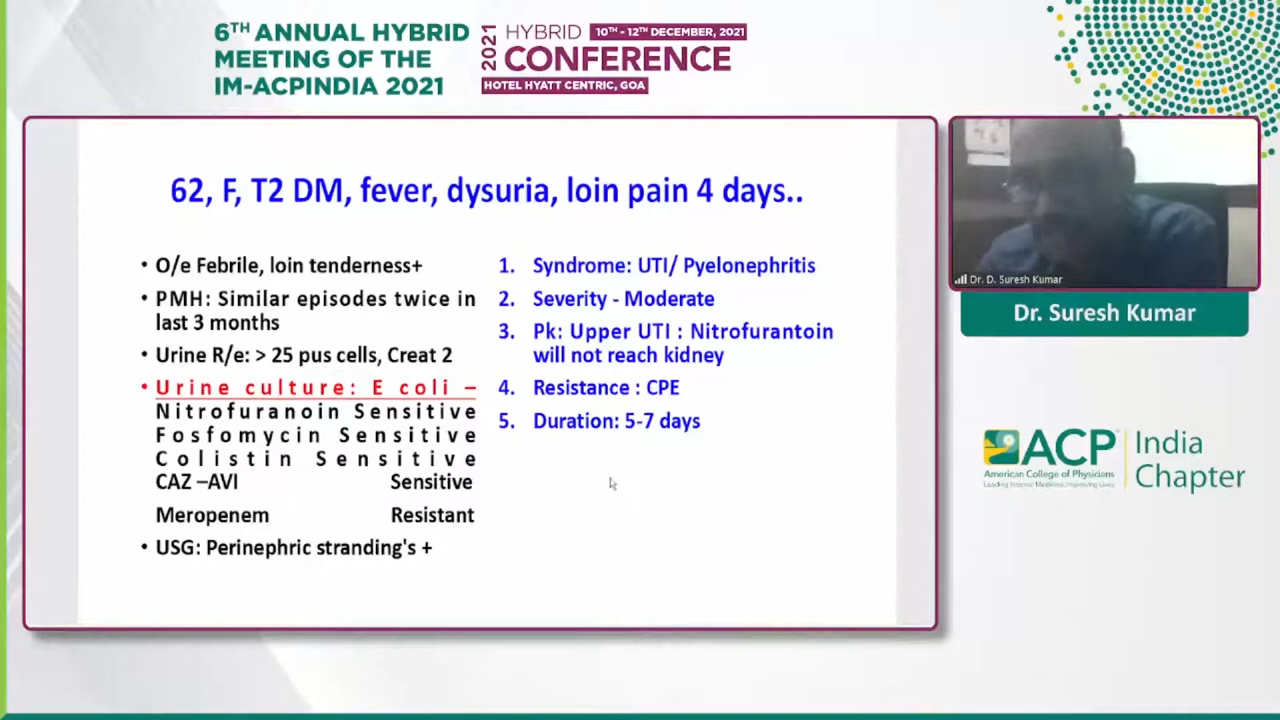 6TH ANNUAL HYBRID
MEETING OF THE
IM-ACPINDIA 2021
2021
HYBRID
10TH - 12TH DECEMBER, 2021
CONFERENCE
HOTEL HYATT CENTRIC, GOA
62, F, T2 DM, fever, dysuria, loin pain 4 days..
• O/e Febrile, loin tenderness+
• PMH: Similar episodes twice in
last 3 months
• Urine R/e: > 25 pus cells, Creat 2
• Urine culture: E coli –
Nitrofuranoin Sensitive
Fosfomycin Sensitive
Colistin Sensitive
CAZ –AVI Sensitive
Meropenem Resistant
• USG: Perinephric stranding's +
1. Syndrome: UTI/ Pyelonephritis
2. Severity - Moderate
3. Pk: Upper UTI : Nitrofurantoin
will not reach kidney
4. Resistance : CPE
5. Duration: 5-7 days
Dr. D. Suresh Kumar
Dr. Suresh Kumar
ACP
American College of Physicians
Leading Internal Medicine, Improving Lives
India
Chapter